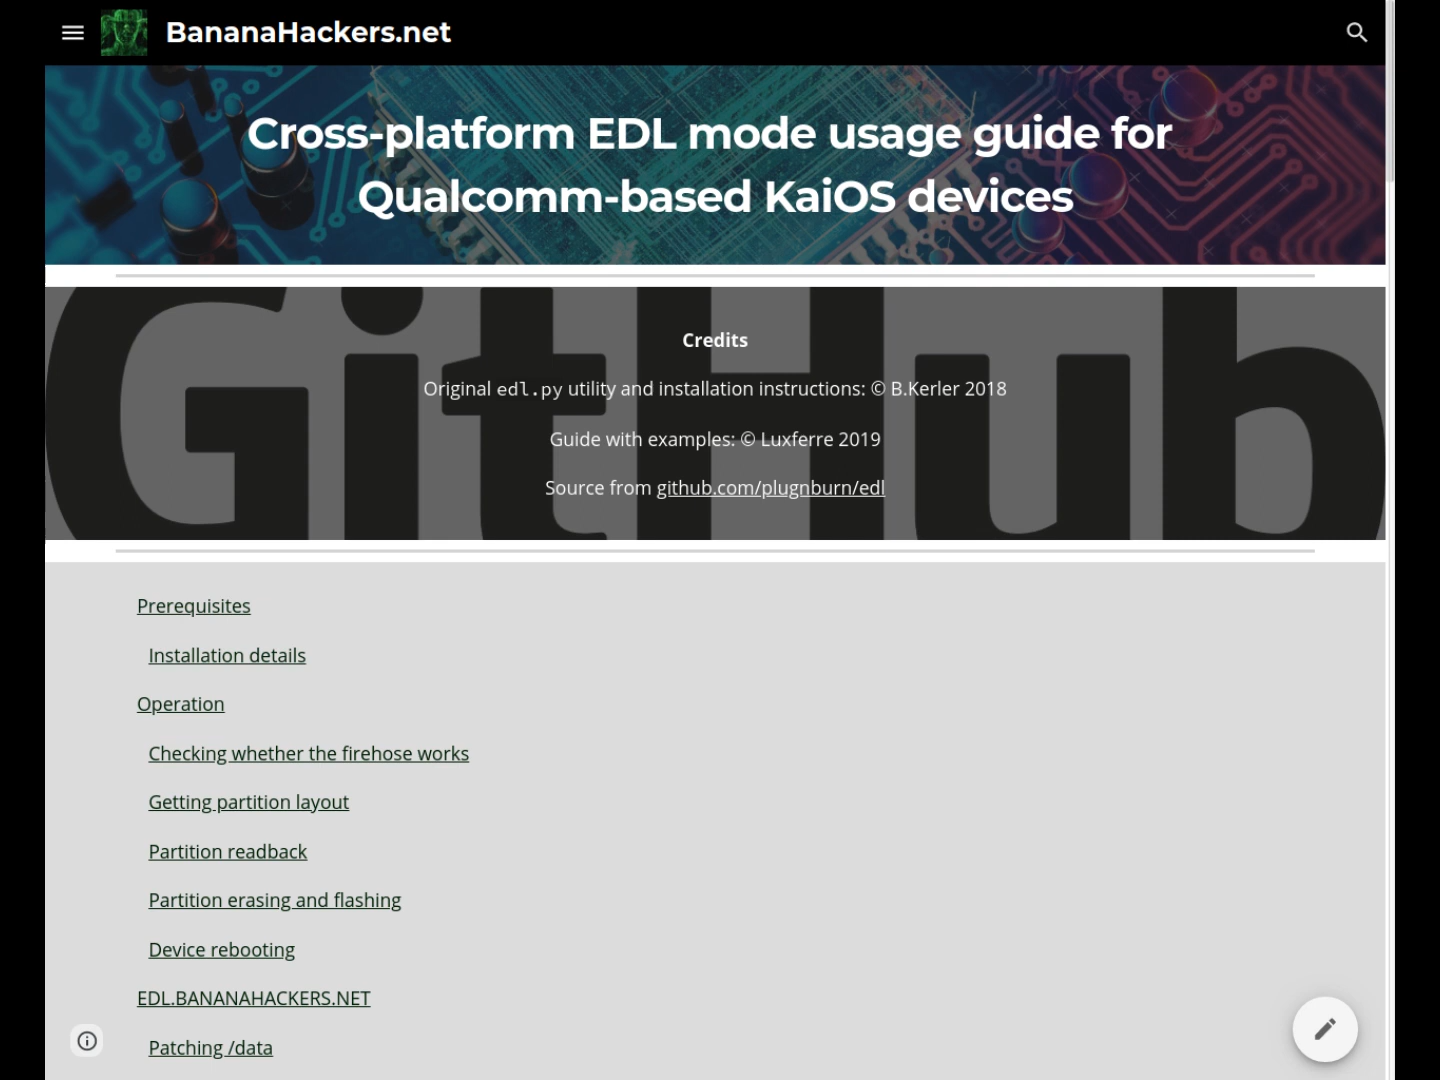 BananaHackers.net
Cross-platform EDL mode usage guide for
Qualcomm-based KaiOS devices
GitHub
Credits
Original edl.py utility and installation instructions: © B.Kerler 2018
Guide with examples: © Luxferre 2019
Source from github.com/plugnburn/edl
Prerequisites
Installation details
Operation
Checking whether the firehose works
Getting partition layout
Partition readback
Partition erasing and flashing
Device rebooting
EDL.BANANAHACKERS.NET
Patching /data